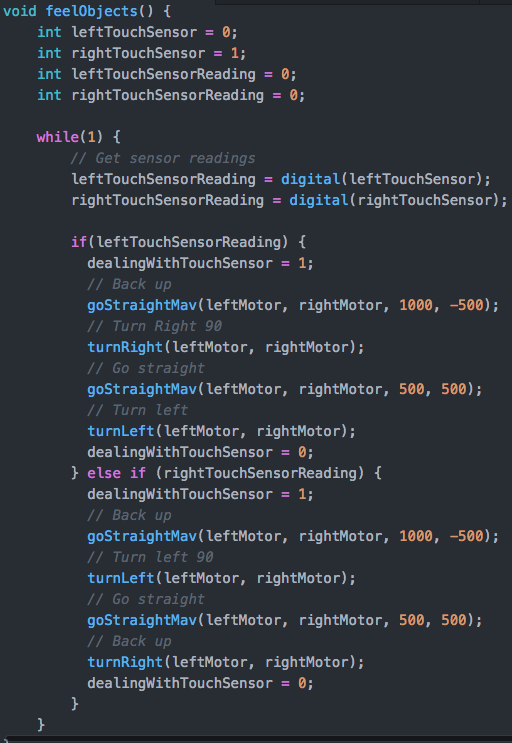 void feelObjects() {
    int leftTouchSensor = 0;
    int rightTouchSensor = 1;
    int leftTouchSensorReading = 0;
    int rightTouchSensorReading = 0;

    while(1) {
        // Get sensor readings
        leftTouchSensorReading = digital(leftTouchSensor);
        rightTouchSensorReading = digital(rightTouchSensor);

        if(leftTouchSensorReading) {
          dealingWithTouchSensor = 1;
          // Back up
          goStraightMav(leftMotor, rightMotor, 1000, -500);
          // Turn Right 90
          turnRight(leftMotor, rightMotor);
          // Go straight
          goStraightMav(leftMotor, rightMotor, 500, 500);
          // Turn left
          turnLeft(leftMotor, rightMotor);
          dealingWithTouchSensor = 0;
        } else if (rightTouchSensorReading) {
          dealingWithTouchSensor = 1;
          // Back up
          goStraightMav(leftMotor, rightMotor, 1000, -500);
          // Turn left 90
          turnLeft(leftMotor, rightMotor);
          // Go straight
          goStraightMav(leftMotor, rightMotor, 500, 500);
          // Back up
          turnRight(leftMotor, rightMotor);
          dealingWithTouchSensor = 0;
        }
    }